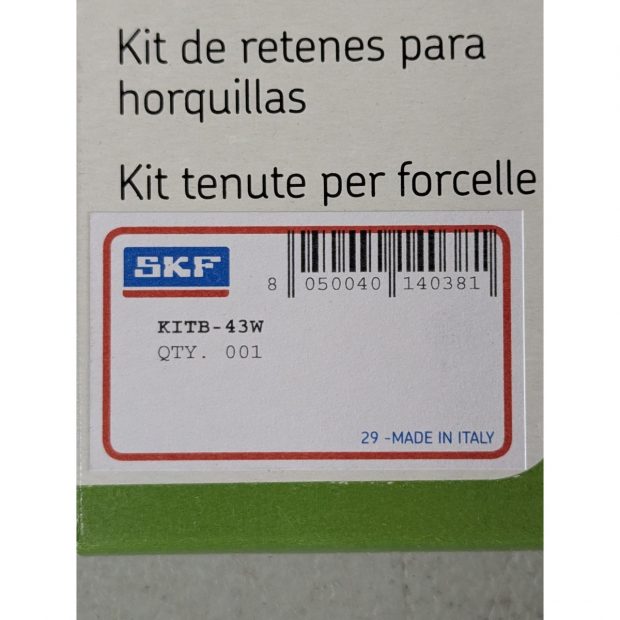 Kit de retenes para
horquillas
Kit tenute per forcelle
SKF
8 050040 140381
KITB-43W
QTY. 001
29 -MADE IN ITALY